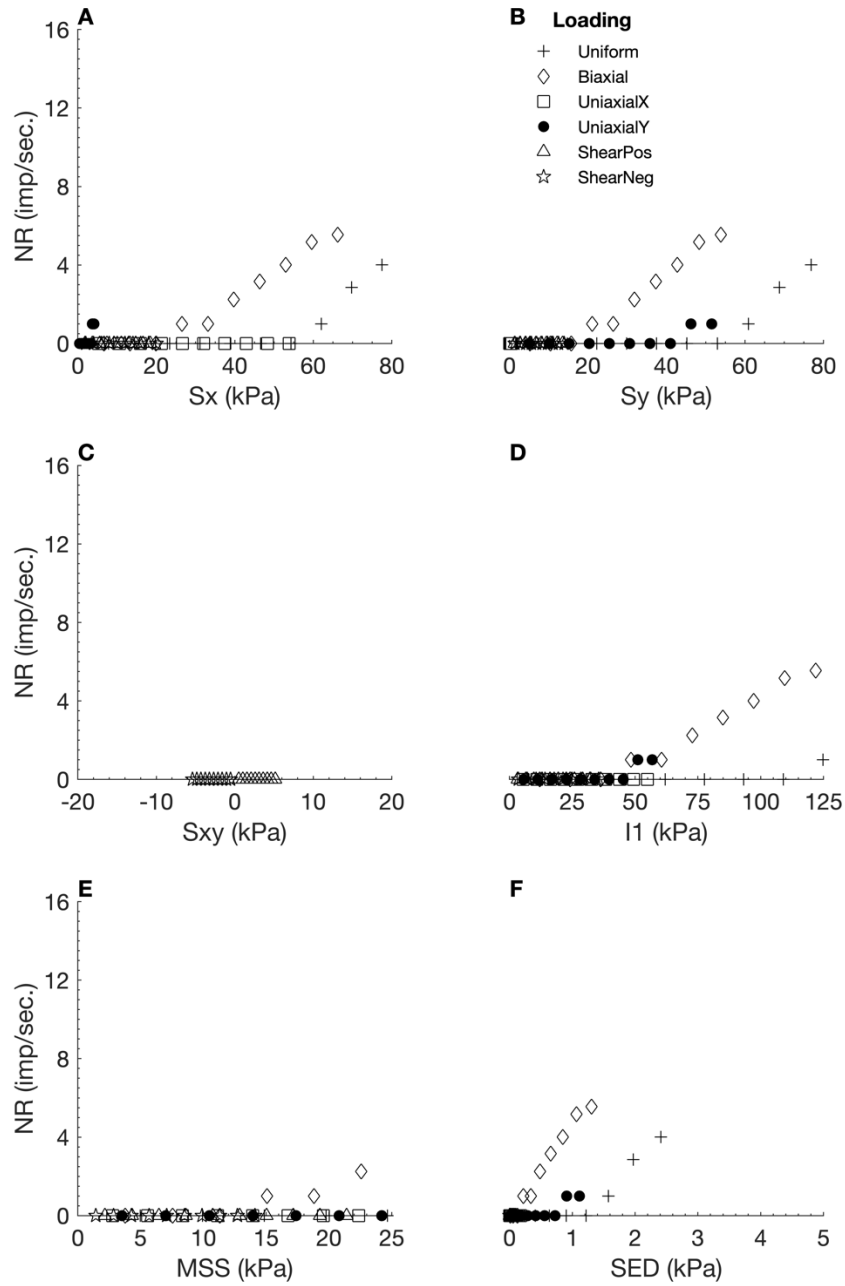 A
16
12
8
4
0
NR (imp/sec.)
0 20 40 60 80
Sx (kPa)
B Loading
Uniform
Biaxial
UniaxialX
UniaxialY
ShearPos
ShearNeg
0
0 20 40 60 80
Sy (kPa)
C
16
12
8
4
0
NR (imp/sec.)
-20 -10 0 10 20
Sxy (kPa)
D
0
0 25 50 75 100 125
I1 (kPa)
E
16
12
8
4
0
NR (imp/sec.)
0 5 10 15 20 25
MSS (kPa)
F
0
0 1 2 3 4 5
SED (kPa)